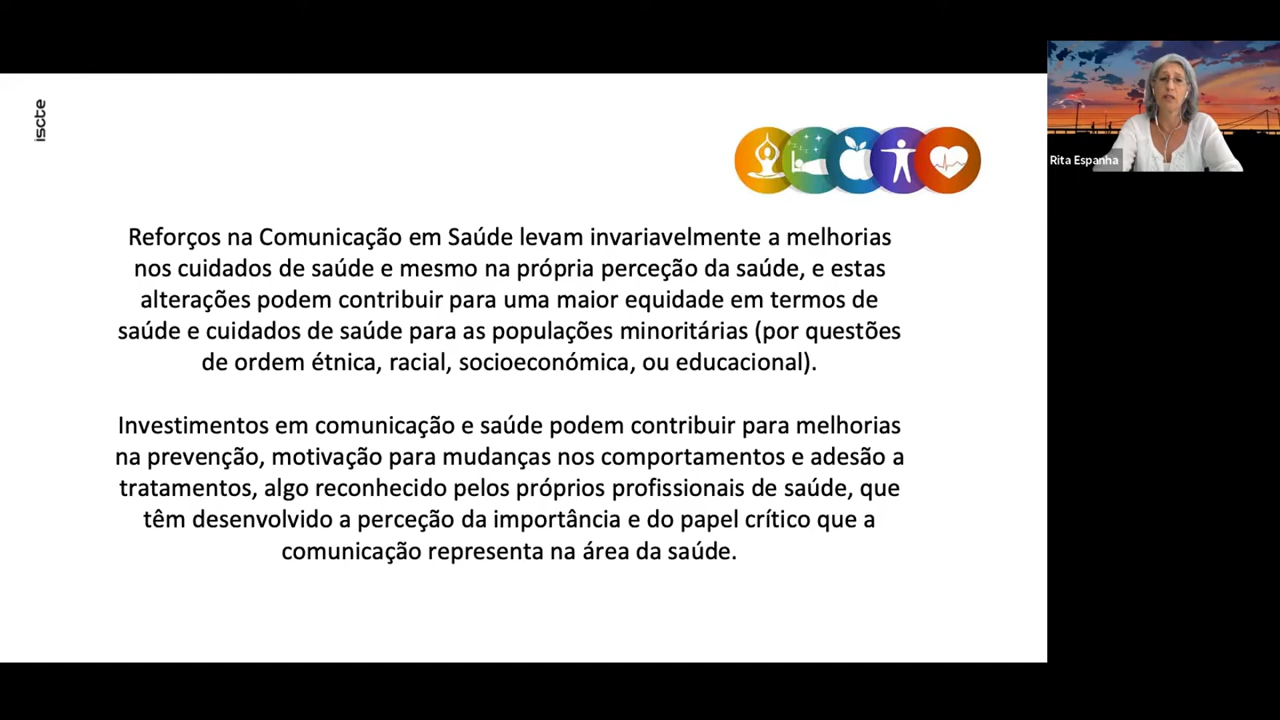 iscte
Rita Espanha
Reforços na Comunicação em Saúde levam invariavelmente a melhorias
nos cuidados de saúde e mesmo na própria perceção da saúde, e estas
alterações podem contribuir para uma maior equidade em termos de
saúde e cuidados de saúde para as populações minoritárias (por questões
de ordem étnica, racial, socioeconómica, ou educacional).
Investimentos em comunicação e saúde podem contribuir para melhorias
na prevenção, motivação para mudanças nos comportamentos e adesão a
tratamentos, algo reconhecido pelos próprios profissionais de saúde, que
têm desenvolvido a perceção da importância e do papel crítico que a
comunicação representa na área da saúde.